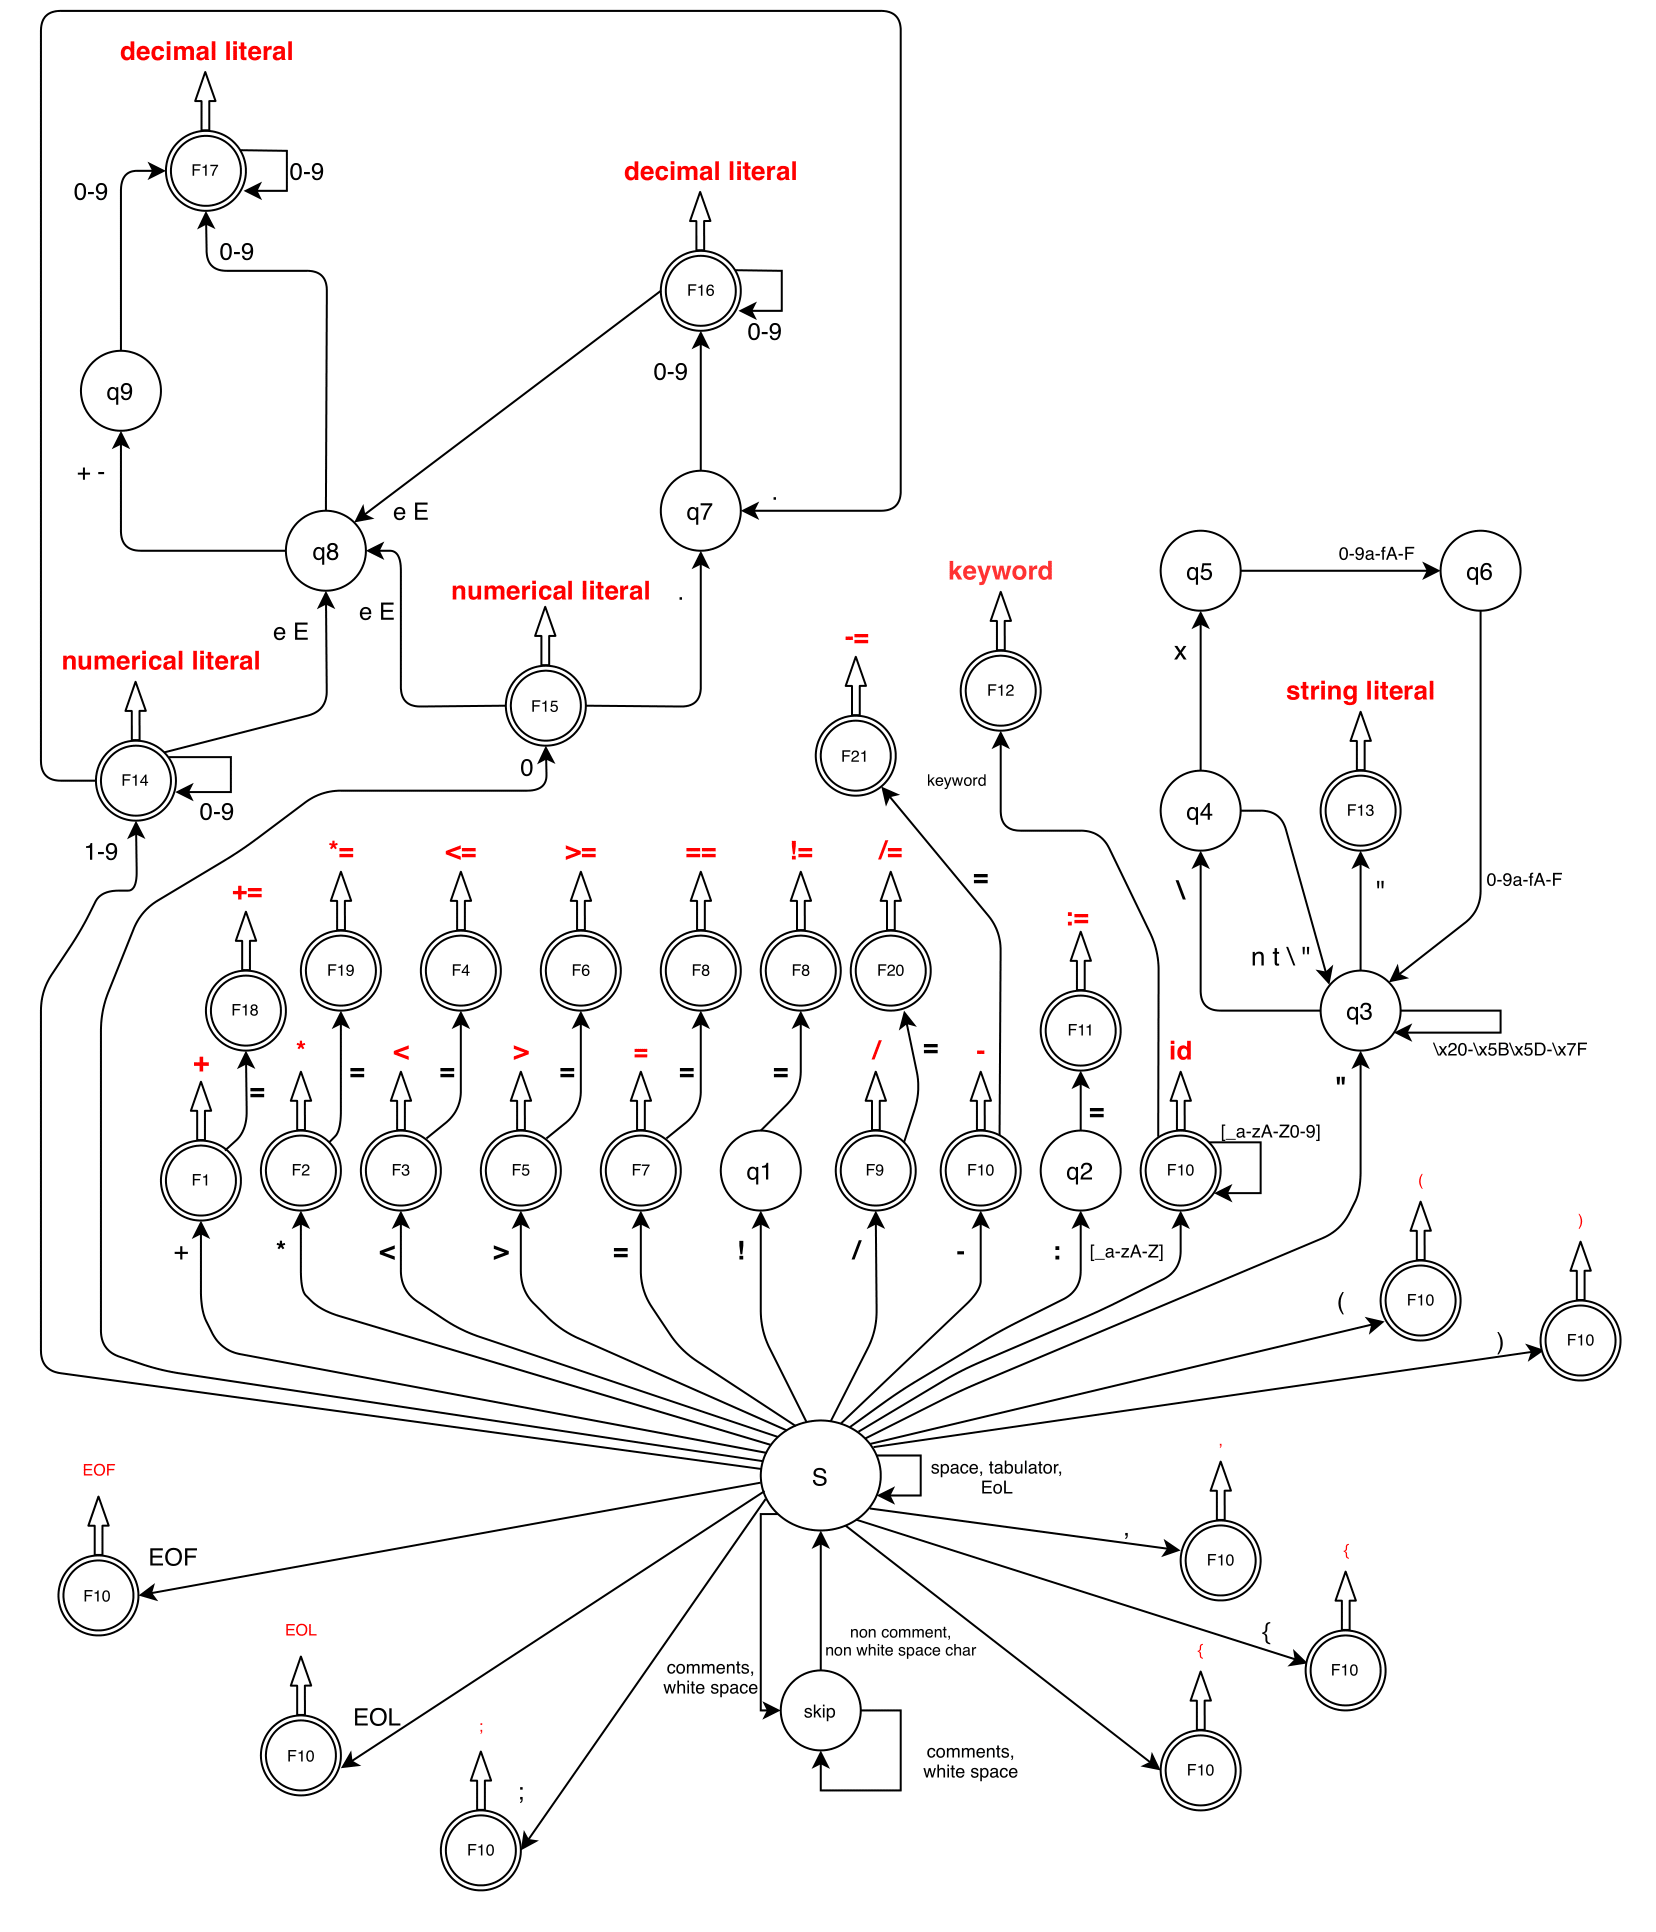 decimal literal
F17
0-9
0-9
0-9
decimal literal
F16
0-9
0-9
q9
+ -
e E
q7
.
q8
e E
e E
numerical literal
F15
.
0
numerical literal
F14
0-9
1-9
keyword
F12
keyword
-=
F21
=
q5
0-9a-fA-F
q6
x
string literal
F13
q4
\
"
0-9a-fA-F
n t \ "
q3
\x20-\x5B\x5D-\x7F
"
+=
F18
=
*=
F19
=
<=
F4
=
>=
F6
=
==
F8
=
!=
F8
=
/=
F20
=
:=
F11
=
+
F1
+
*
F2
*
<
F3
<
>
F5
>
=
F7
=
q1
!
/
F9
/
-
F10
-
q2
:
id
F10
[_a-zA-Z0-9]
[_a-zA-Z]
(
F10
(
)
F10
)
S
space, tabulator,
EoL
EOF
F10
EOF
EOL
F10
EOL
;
F10
;
comments,
white space
non comment,
non white space char
skip
comments,
white space
,
F10
,
{
F10
{
{
F10